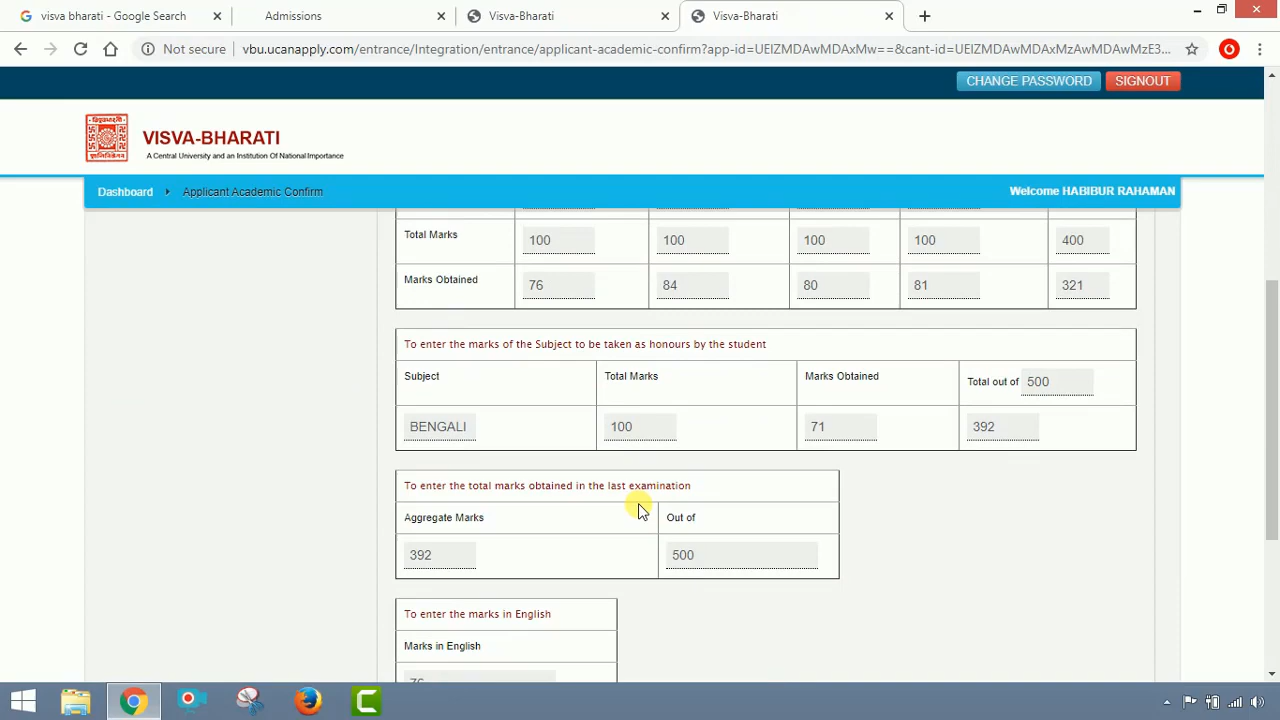 visa bharati - Google Search
Admissions
Visva-Bharati
Visva-Bharati
Not secure
vbu.ucanapply.com/entrance/Integration/entrance/applicant-academic-confirm?app-id=UElZMDAwMDAxMw==&cant-id=UElZMDAwMDAxMzAwMDAwMzE3...
CHANGE PASSWORD
SIGNOUT
VISVA-BHARATI
A Central University and an Institution Of National Importance
Dashboard
Applicant Academic Confirm
Welcome HABIBUR RAHAMAN
Total Marks 100 100 100 100 400
Marks Obtained 76 84 80 81 321
To enter the marks of the Subject to be taken as honours by the student
Subject Total Marks Marks Obtained Total out of 500
BENGALI 100 71 392
To enter the total marks obtained in the last examination
Aggregate Marks Out of
392 500
To enter the marks in English
Marks in English
76